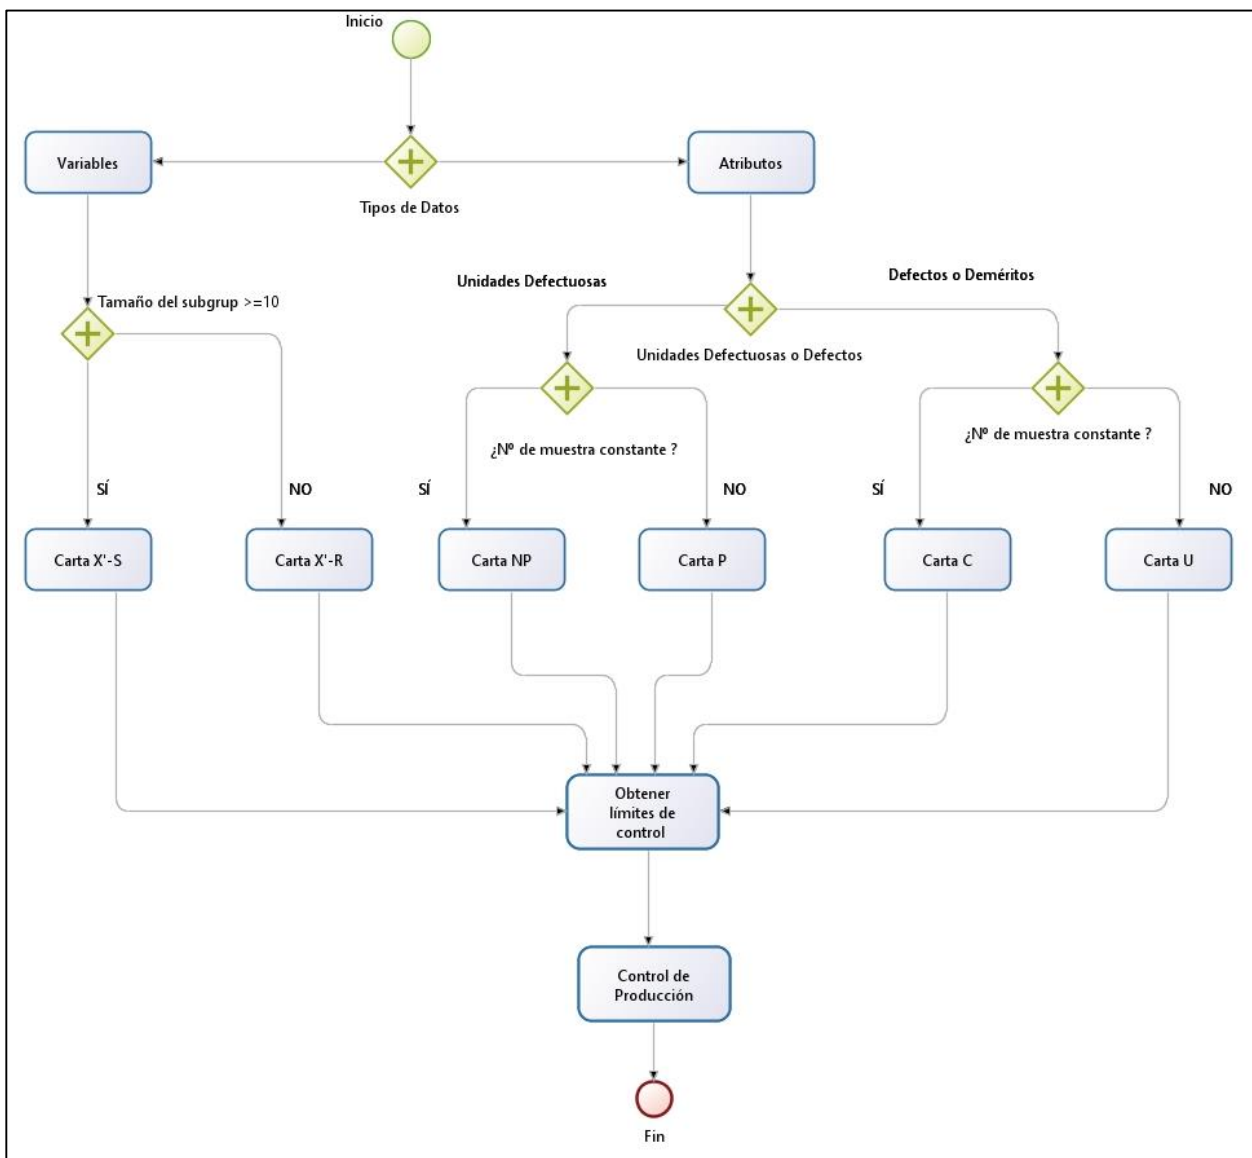 Inicio
Variables
Atributos
Tipos de Datos
Unidades Defectuosas
Defectos o Deméritos
Tamaño del subgrup >=10
Unidades Defectuosas o Defectos
¿Nº de muestra constante ?
¿Nº de muestra constante ?
SÍ
NO
SÍ
NO
SÍ
NO
Carta X'-S
Carta X'-R
Carta NP
Carta P
Carta C
Carta U
Obtener
límites de
control
Control de
Producción
Fin